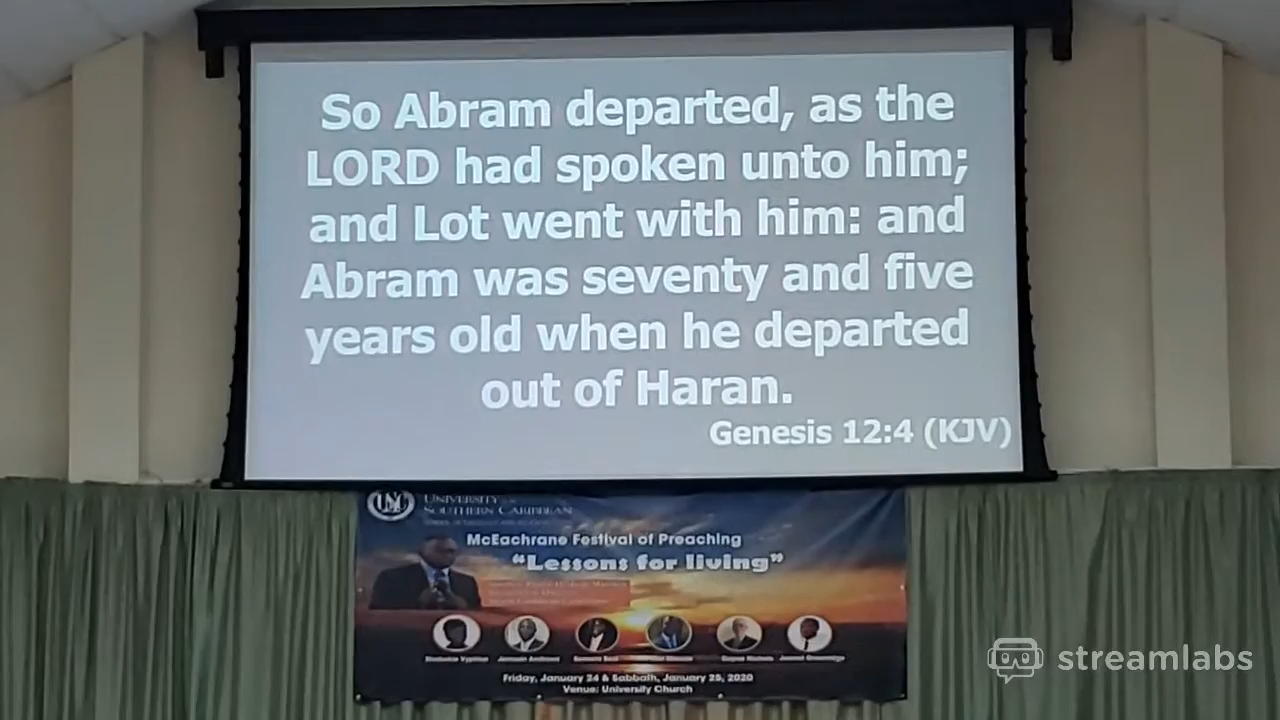 So Abram departed, as the
LORD had spoken unto him;
and Lot went with him: and
Abram was seventy and five
years old when he departed
out of Haran.
Genesis 12:4 (KJV)
USC
UNIVERSITY
SOUTHERN CARIBBEAN
McEachrane Festival of Preaching
"Lessons for living"
Friday, January 24 & Sabbath, January 25, 2020
Venue: University Church
streamlabs